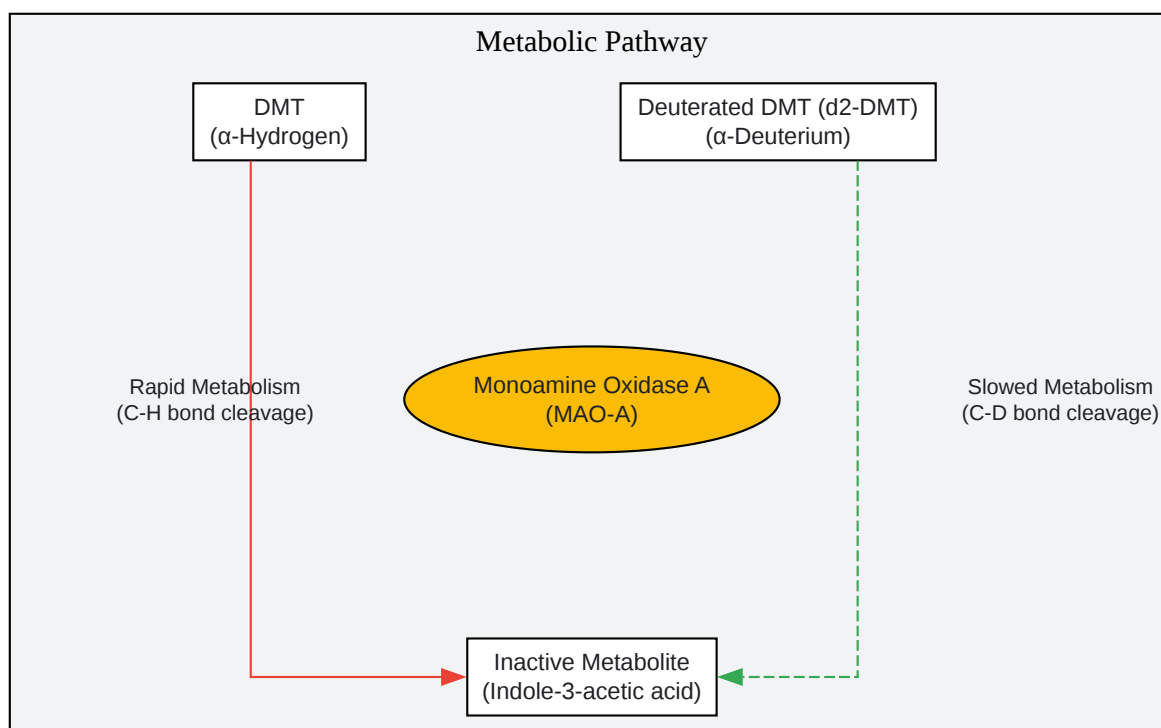 Metabolic Pathway
DMT
(α-Hydrogen)
Deuterated DMT (d2-DMT)
(α-Deuterium)
Rapid Metabolism
(C-H bond cleavage)
Monoamine Oxidase A
(MAO-A)
Slowed Metabolism
(C-D bond cleavage)
Inactive Metabolite
(Indole-3-acetic acid)